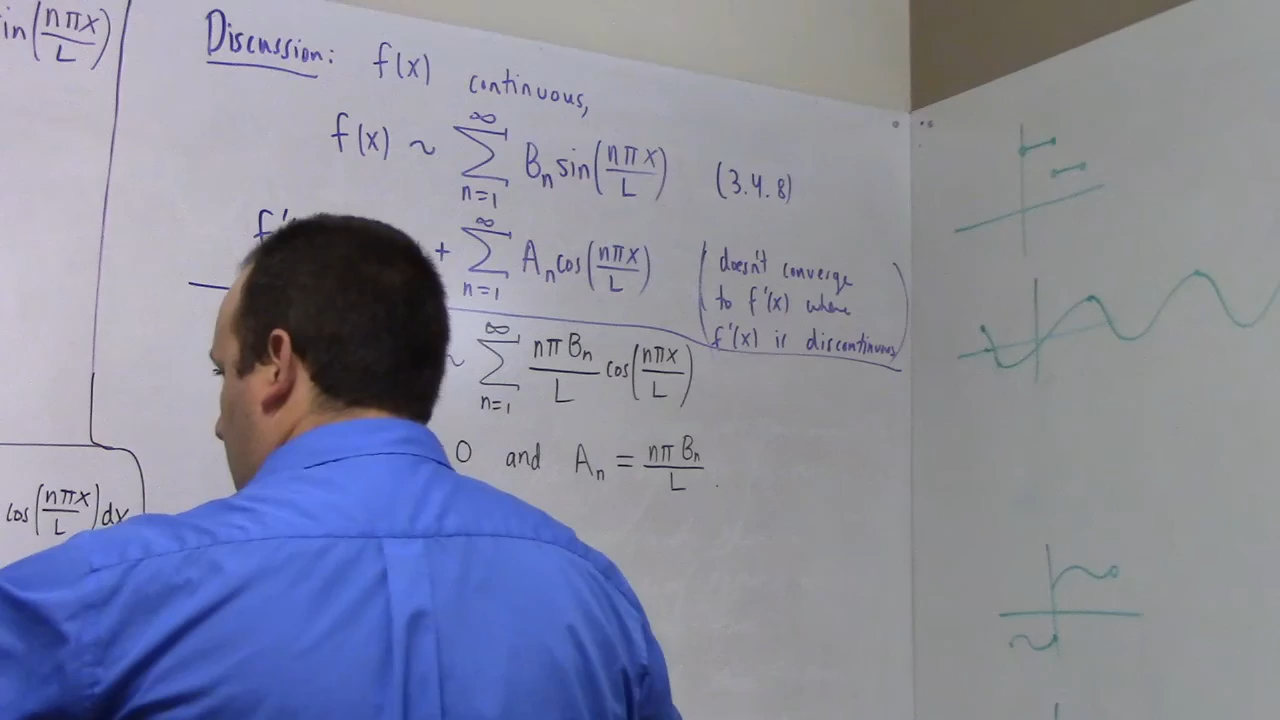 in(nπx/L)
Discussion: f(x) continuous,
f(x) ~ ∑_{n=1}^{∞} B_n sin(nπx/L) (3.4.8)
f' + ∑_{n=1}^{∞} A_n cos(nπx/L) (doesn't converge
to f'(x) where
f'(x) is discontinuous)
~ ∑_{n=1}^{∞} nπB_n/L cos(nπx/L)
0 and A_n = nπB_n/L.
cos(nπx/L)dx